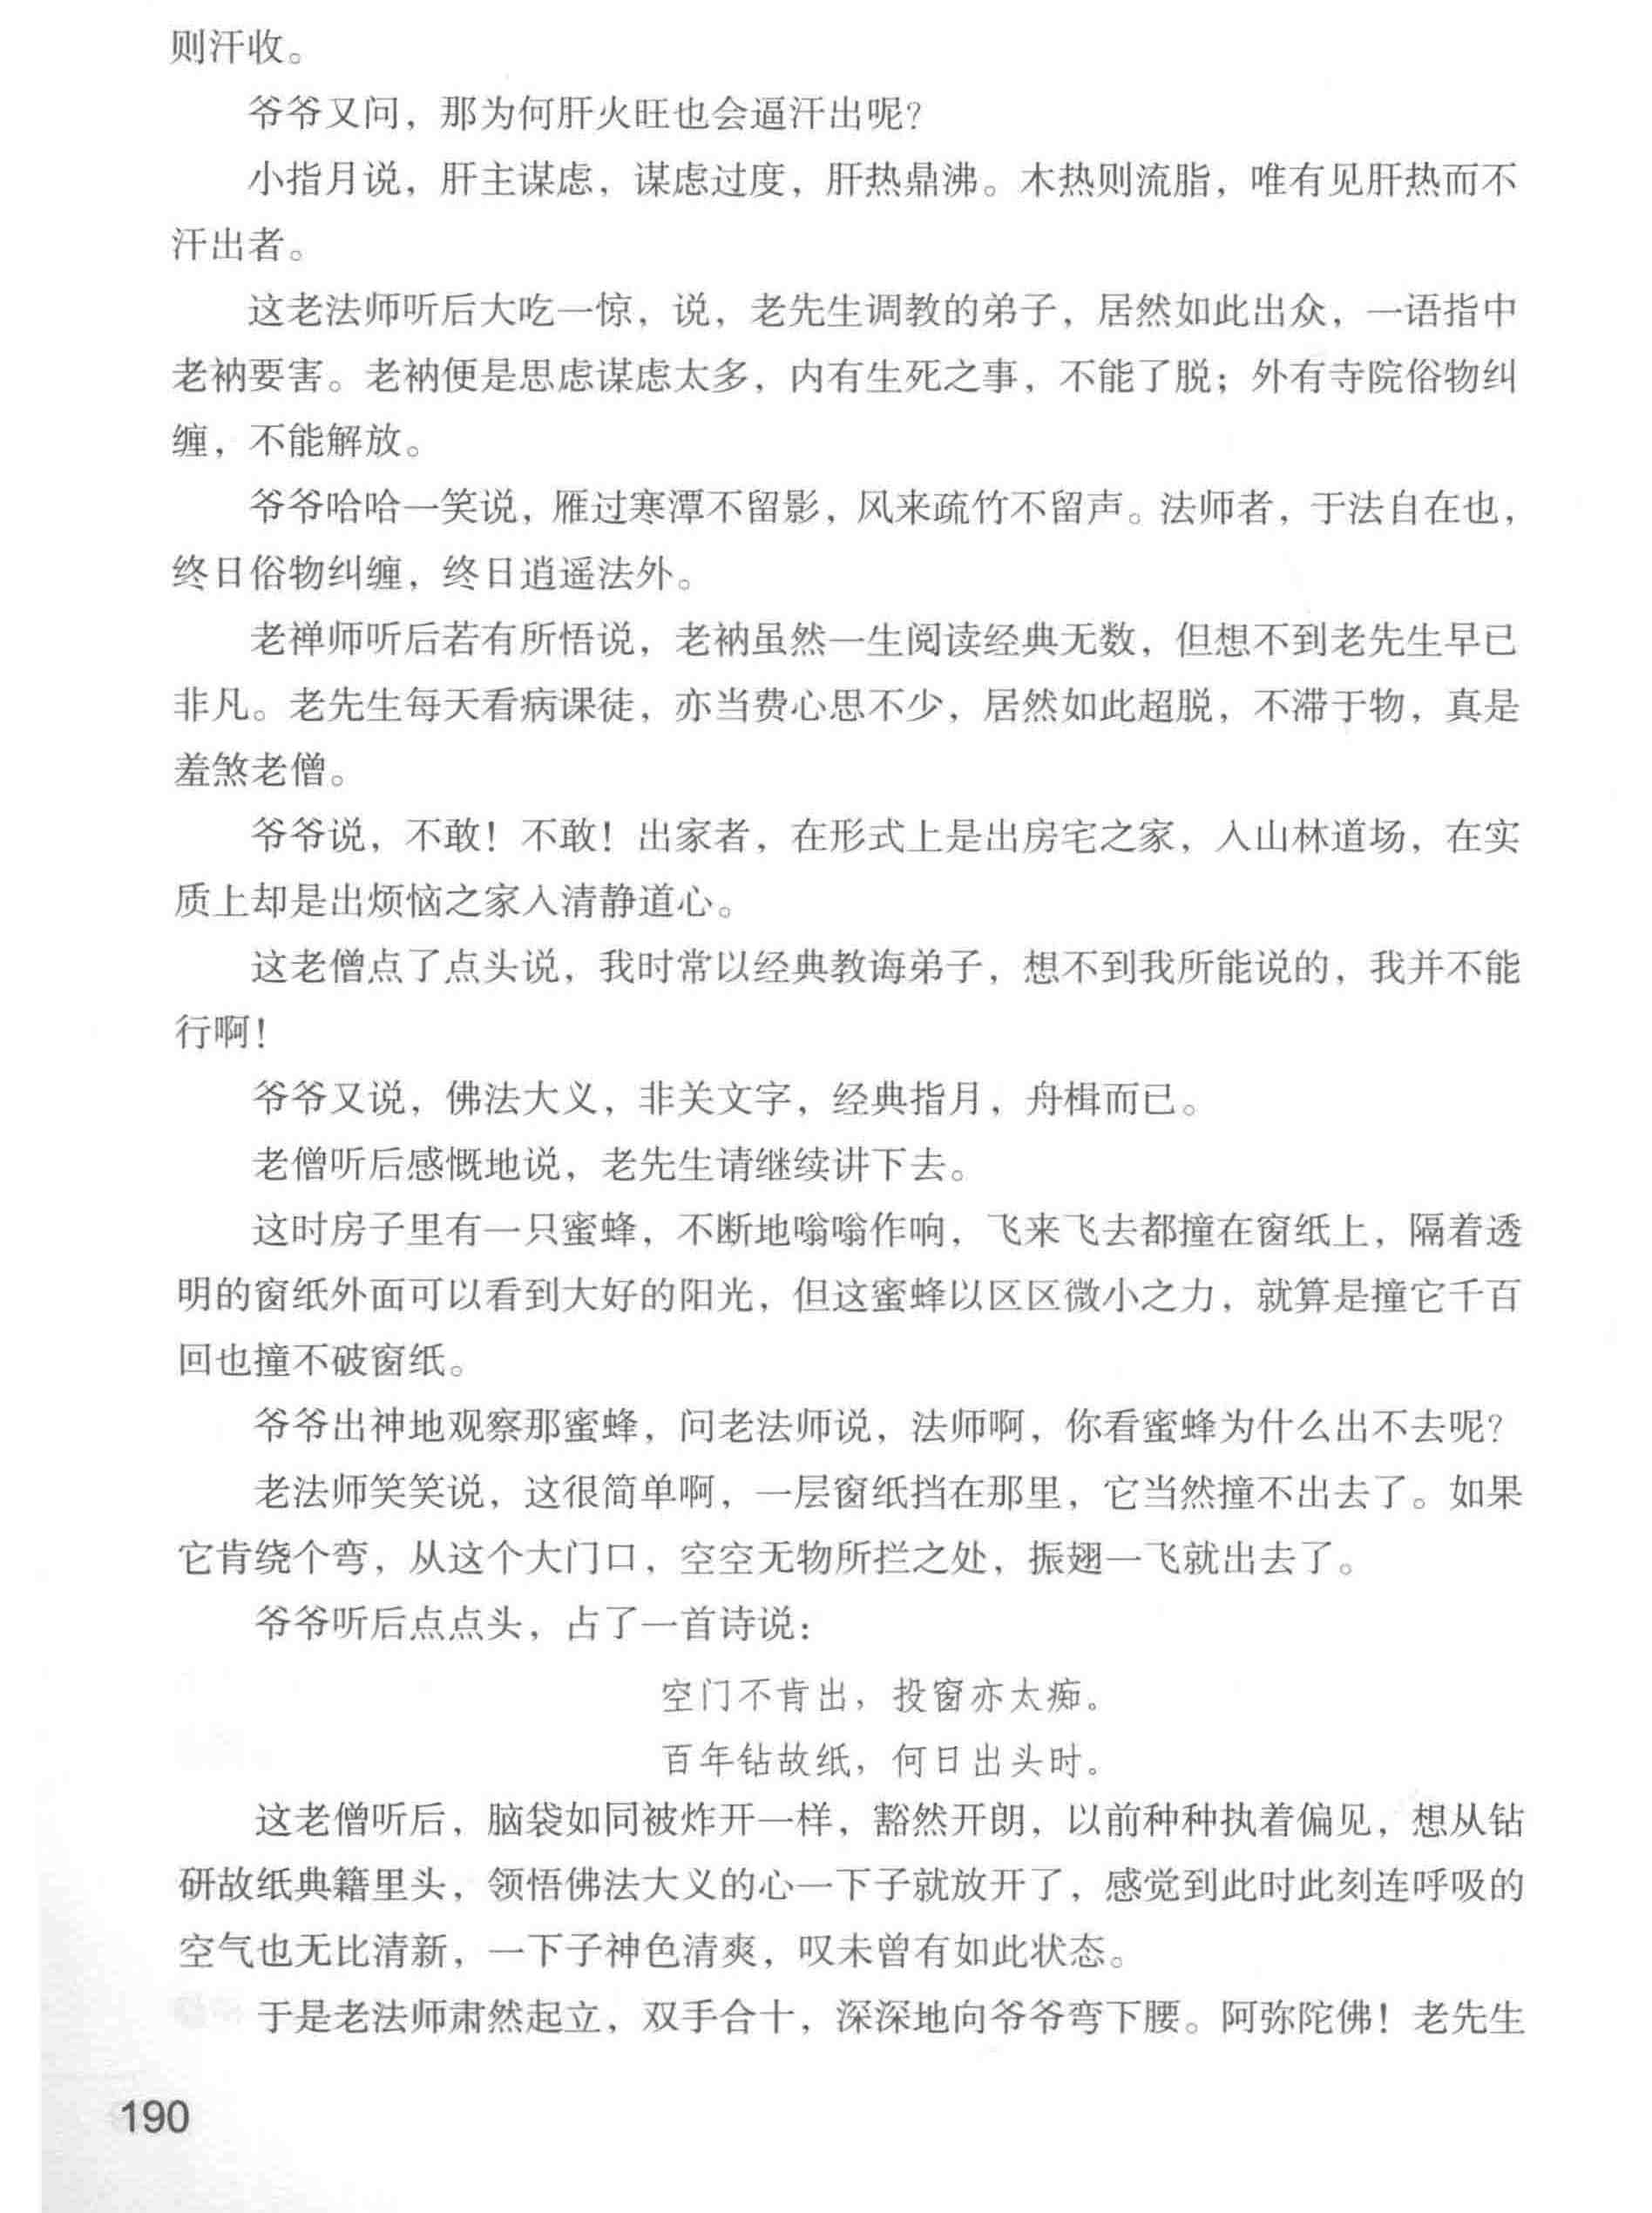 则汗收。
爷爷又问，那为何肝火旺也会逼汗出呢？
小指月说，肝主谋虑，谋虑过度，肝热鼎沸。木热则流脂，唯有见肝热而不
汗出者。
这老法师听后大吃一惊，说，老先生调教的弟子，居然如此出众，一语指中
老衲要害。老衲便是思虑谋虑太多，内有生死之事，不能了脱；外有寺院俗物纠
缠，不能解放。
爷爷哈哈一笑说，雁过寒潭不留影，风来疏竹不留声。法师者，于法自在也，
终日俗物纠缠，终日逍遥法外。
老禅师听后若有所悟说，老衲虽然一生阅读经典无数，但想不到老先生早已
非凡。老先生每天看病课徒，亦当费心思不少，居然如此超脱，不滞于物，真是
羞煞老僧。
爷爷说，不敢！不敢！出家者，在形式上是出房宅之家，入山林道场，在实
质上却是出烦恼之家入清静道心。
这老僧点了点头说，我时常以经典教诲弟子，想不到我所能说的，我并不能
行啊！
爷爷又说，佛法大义，非关文字，经典指月，舟楫而已。
老僧听后感慨地说，老先生请继续讲下去。
这时房子里有一只蜜蜂，不断地嗡嗡作响，飞来飞去都撞在窗纸上，隔着透
明的窗纸外面可以看到大好的阳光，但这蜜蜂以区区微小之力，就算是撞它千百
回也撞不破窗纸。
爷爷出神地观察那蜜蜂，问老法师说，法师啊，你看蜜蜂为什么出不去呢？
老法师笑笑说，这很简单啊，一层窗纸挡在那里，它当然撞不出去了。如果
它肯绕个弯，从这个大门口，空空无物所拦之处，振翅一飞就出去了。
爷爷听后点点头，占了一首诗说：
空门不肯出，投窗亦太痴。
百年钻故纸，何日出头时。
这老僧听后，脑袋如同被炸开一样，豁然开朗，以前种种执着偏见，想从钻
研故纸典籍里头，领悟佛法大义的心一下子就放开了，感觉到此时此刻连呼吸的
空气也无比清新，一下子神色清爽，叹未曾有如此状态。
于是老法师肃然起立，双手合十，深深地向爷爷弯下腰。阿弥陀佛！老先生
190